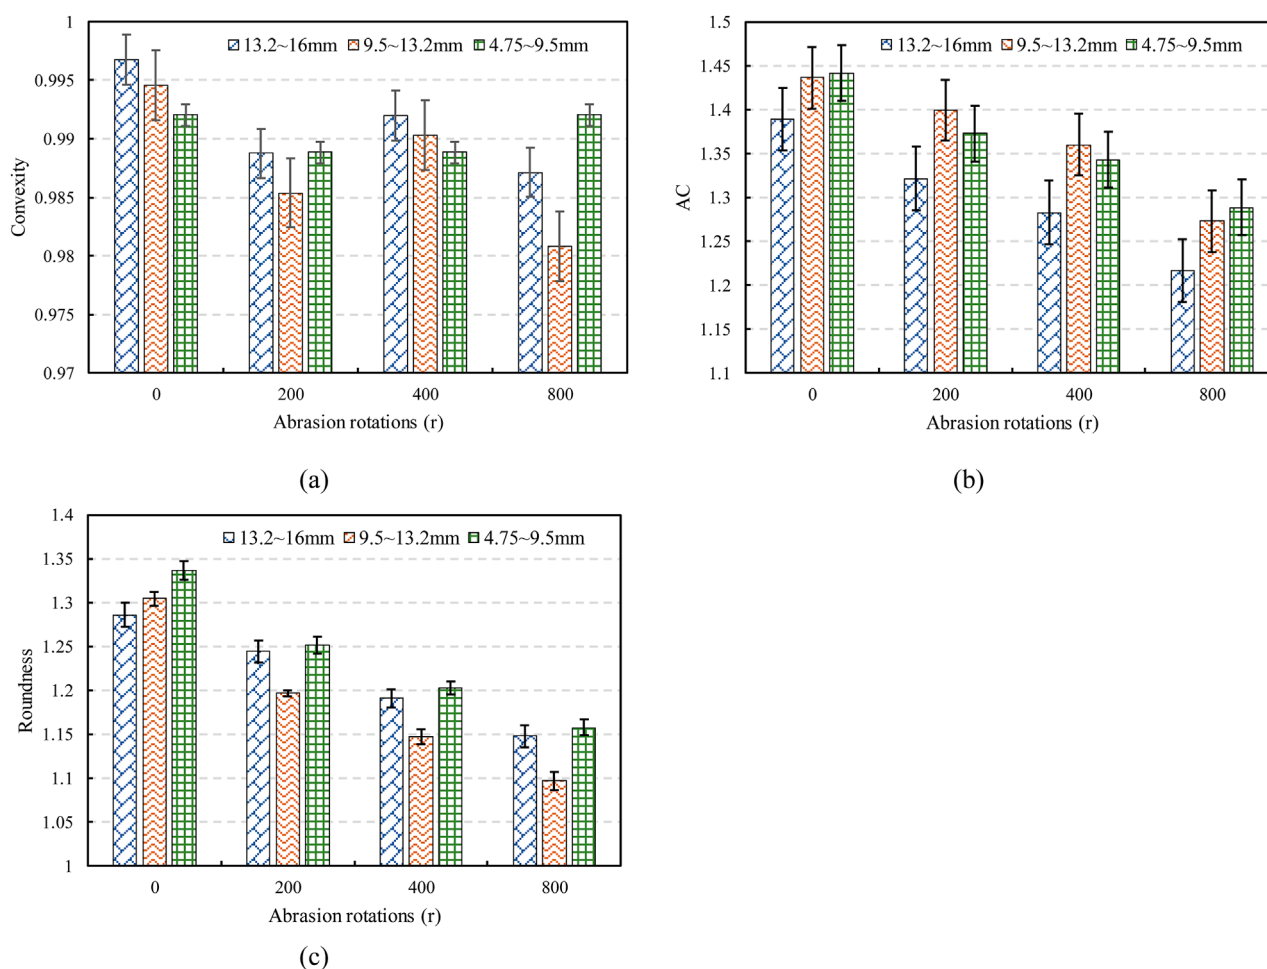 13.2~16mm 9.5~13.2mm 4.75~9.5mm
1
0.995
0.99
0.985
0.98
0.975
0.97
Convexity
0 200 400 800
Abrasion rotations (r)
(a)
13.2~16mm 9.5~13.2mm 4.75~9.5mm
1.5
1.45
1.4
1.35
1.3
1.25
1.2
1.15
1.1
AC
0 200 400 800
Abrasion rotations (r)
(b)
13.2~16mm 9.5~13.2mm 4.75~9.5mm
1.4
1.35
1.3
1.25
1.2
1.15
1.1
1.05
1
Roundness
0 200 400 800
Abrasion rotations (r)
(c)